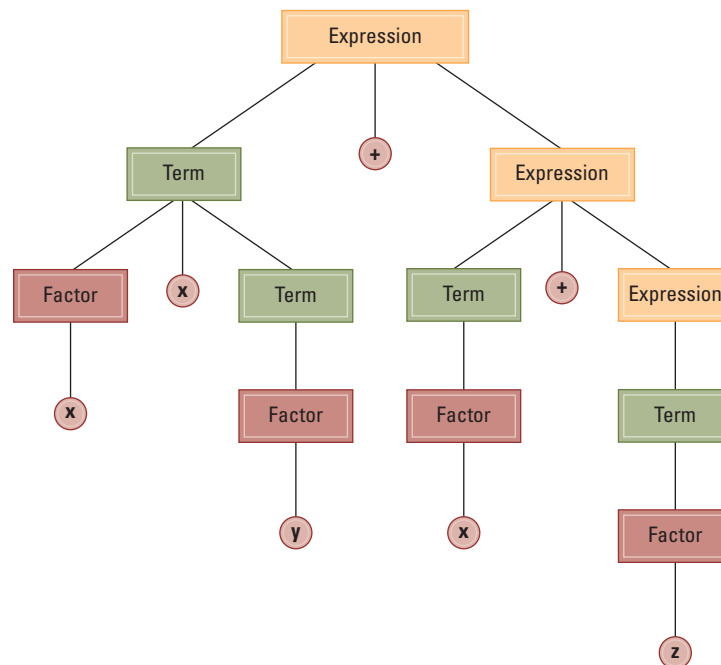 Expression
+
Term
Expression
Factor
x
Term
Term
+
Expression
x
Factor
Factor
Term
y
x
Factor
z